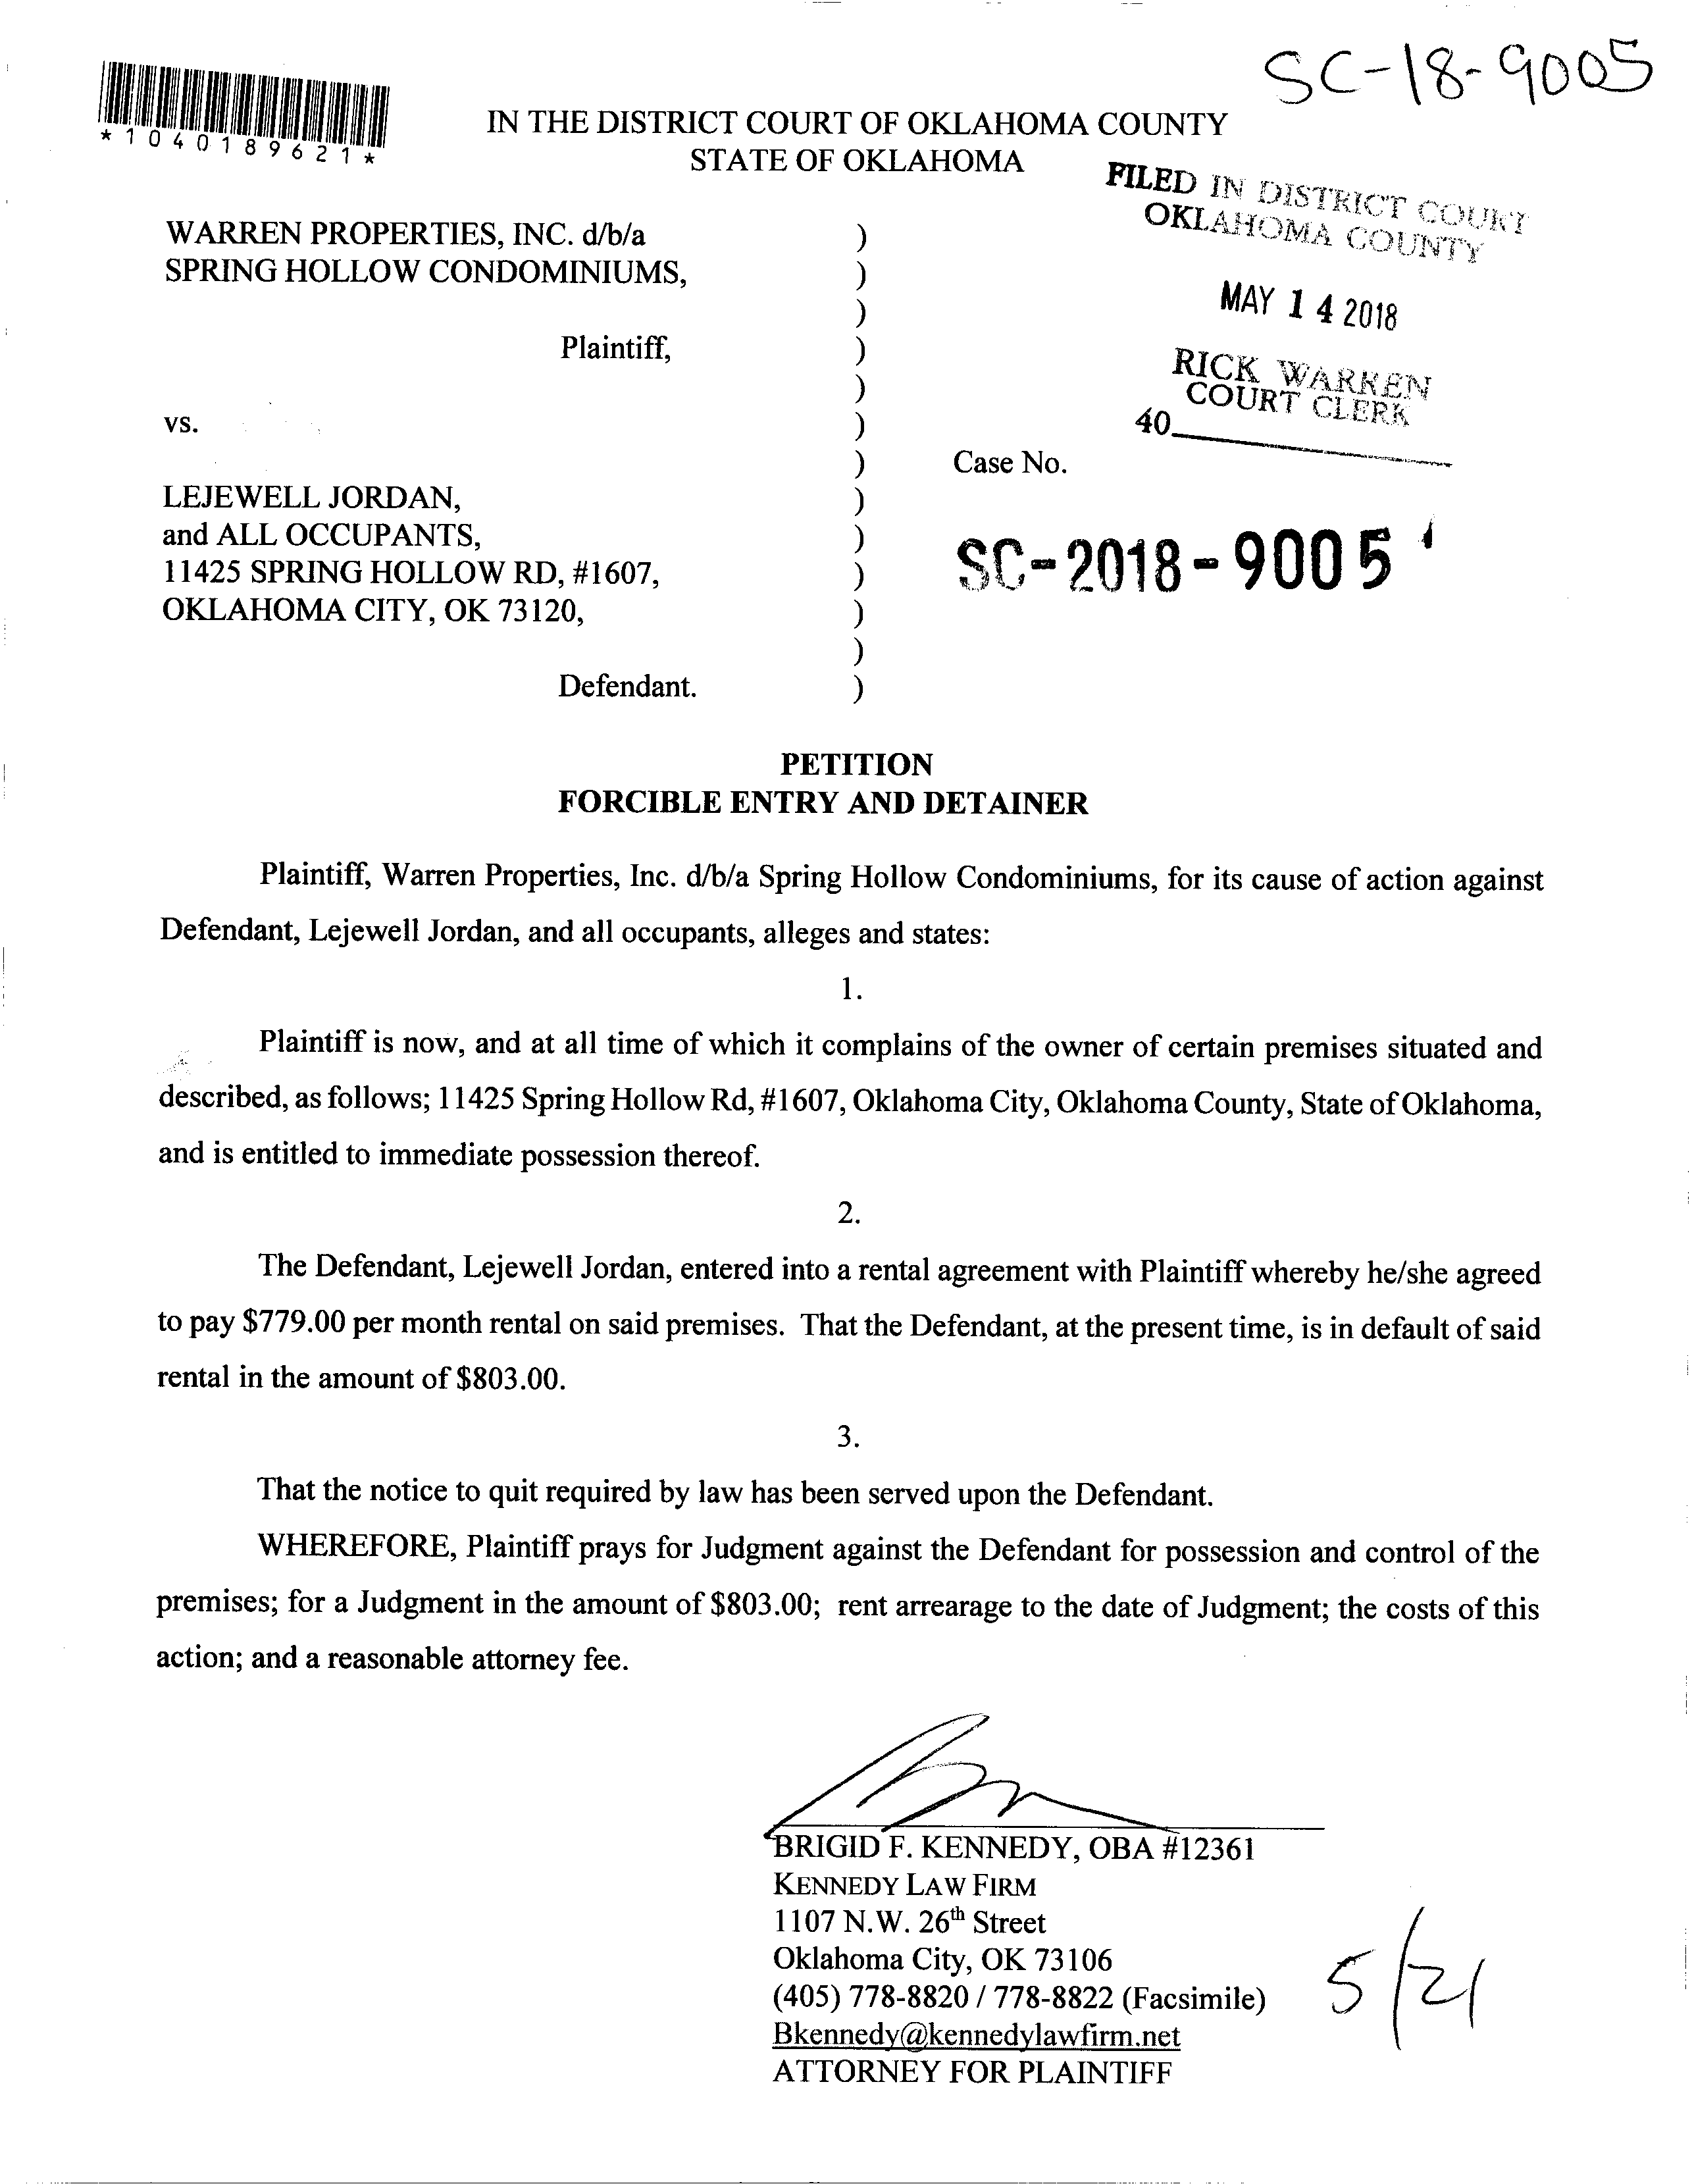 SC-18-9005
*1040189621*
IN THE DISTRICT COURT OF OKLAHOMA COUNTY
STATE OF OKLAHOMA
FILED IN DISTRICT COURT
OKLAHOMA COUNTY
MAY 14 2018
RICK WARREN
COURT CLERK
40
WARREN PROPERTIES, INC. d/b/a )
SPRING HOLLOW CONDOMINIUMS, )
)
Plaintiff, )
)
vs. )
) Case No.
LEJEWELL JORDAN, )
and ALL OCCUPANTS, )
11425 SPRING HOLLOW RD, #1607, ) SC-2018-9005
OKLAHOMA CITY, OK 73120, )
)
Defendant. )
PETITION
FORCIBLE ENTRY AND DETAINER
Plaintiff, Warren Properties, Inc. d/b/a Spring Hollow Condominiums, for its cause of action against
Defendant, Lejewell Jordan, and all occupants, alleges and states:
1.
Plaintiff is now, and at all time of which it complains of the owner of certain premises situated and
described, as follows; 11425 Spring Hollow Rd, #1607, Oklahoma City, Oklahoma County, State of Oklahoma,
and is entitled to immediate possession thereof.
2.
The Defendant, Lejewell Jordan, entered into a rental agreement with Plaintiff whereby he/she agreed
to pay $779.00 per month rental on said premises. That the Defendant, at the present time, is in default of said
rental in the amount of $803.00.
3.
That the notice to quit required by law has been served upon the Defendant.
WHEREFORE, Plaintiff prays for Judgment against the Defendant for possession and control of the
premises; for a Judgment in the amount of $803.00; rent arrearage to the date of Judgment; the costs of this
action; and a reasonable attorney fee.
BRIGID F. KENNEDY, OBA #12361
KENNEDY LAW FIRM
1107 N.W. 26th Street
Oklahoma City, OK 73106
(405) 778-8820 / 778-8822 (Facsimile)
Bkennedy@kennedylawfirm.net
ATTORNEY FOR PLAINTIFF
5/21